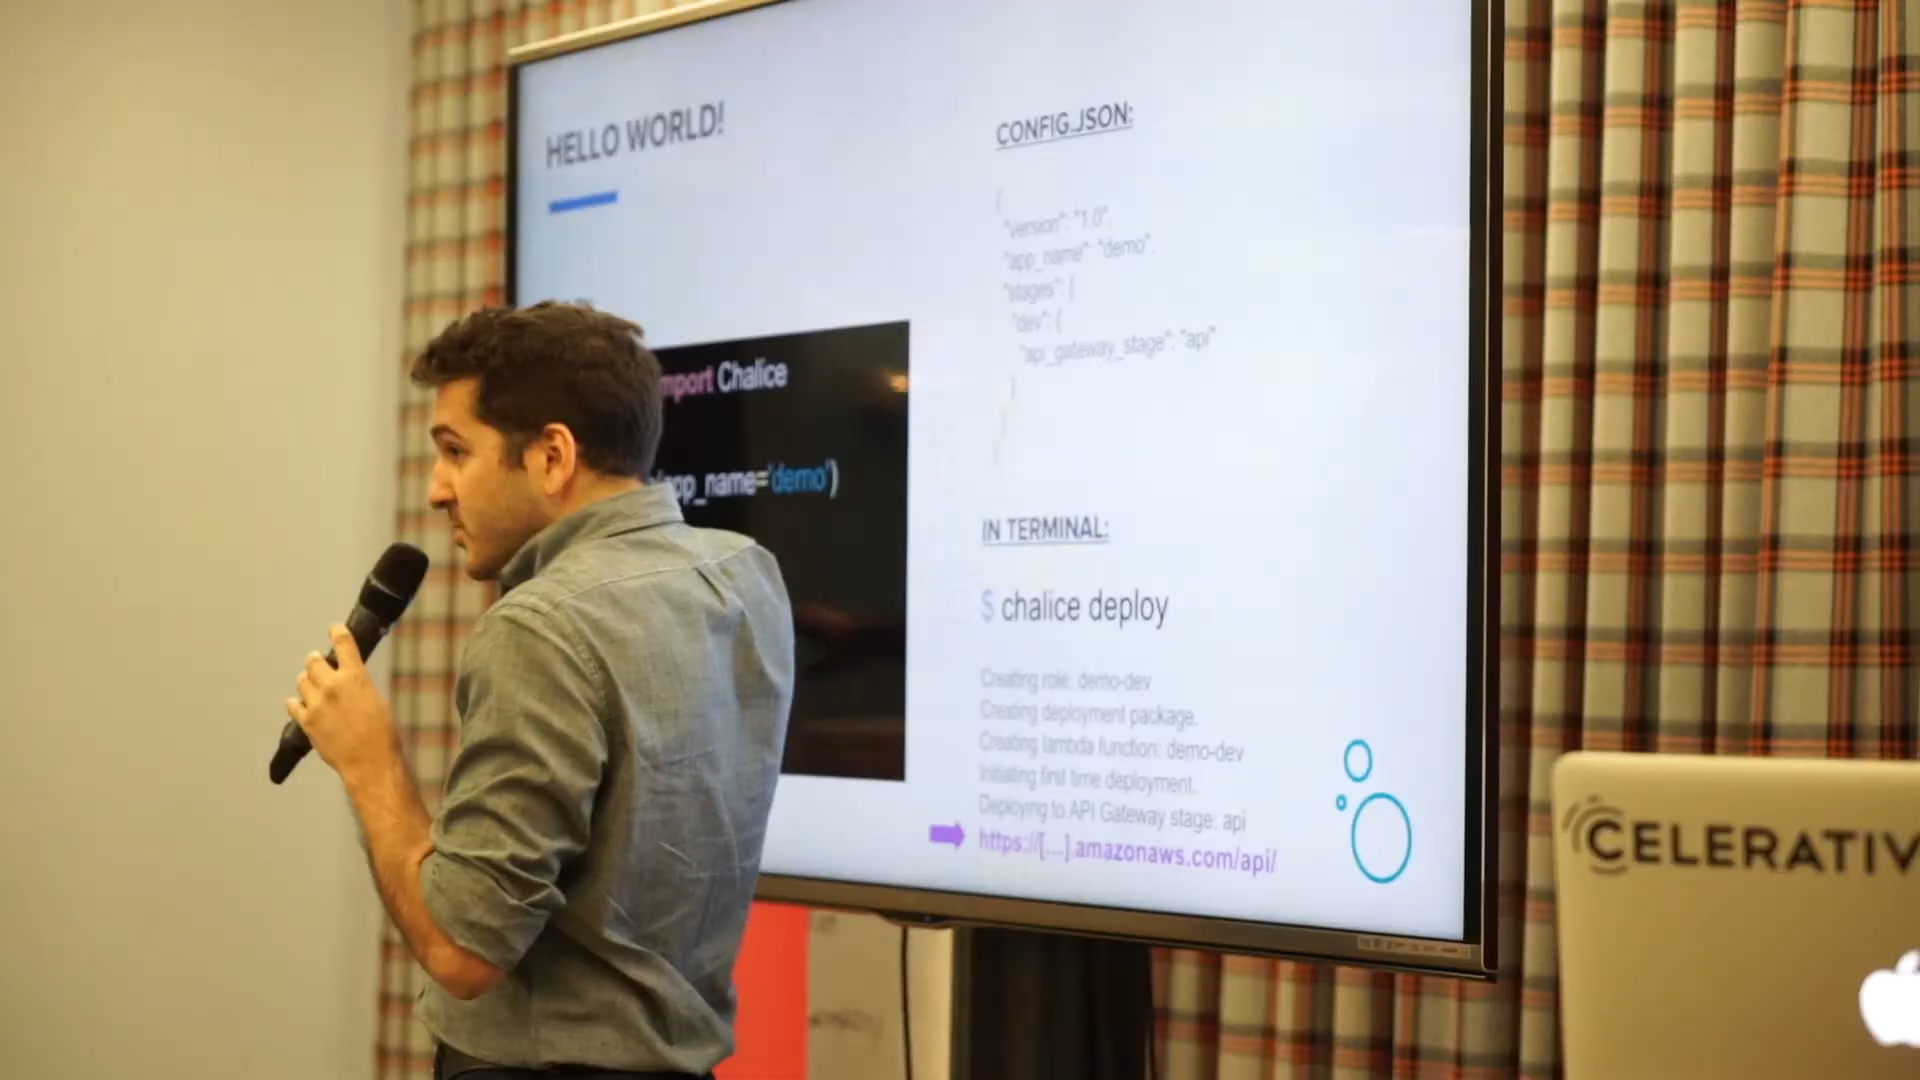 HELLO WORLD!
import Chalice
app_name='demo')
CONFIG.JSON:
{
"version": "1.0",
"app_name": "demo",
"stages": {
"dev": {
"api_gateway_stage": "api"
}
}
}
IN TERMINAL:
$ chalice deploy
Creating role: demo-dev
Creating deployment package.
Creating lambda function: demo-dev
Initiating first time deployment.
Deploying to API Gateway stage: api
https://[...].amazonaws.com/api/
CELERATIV